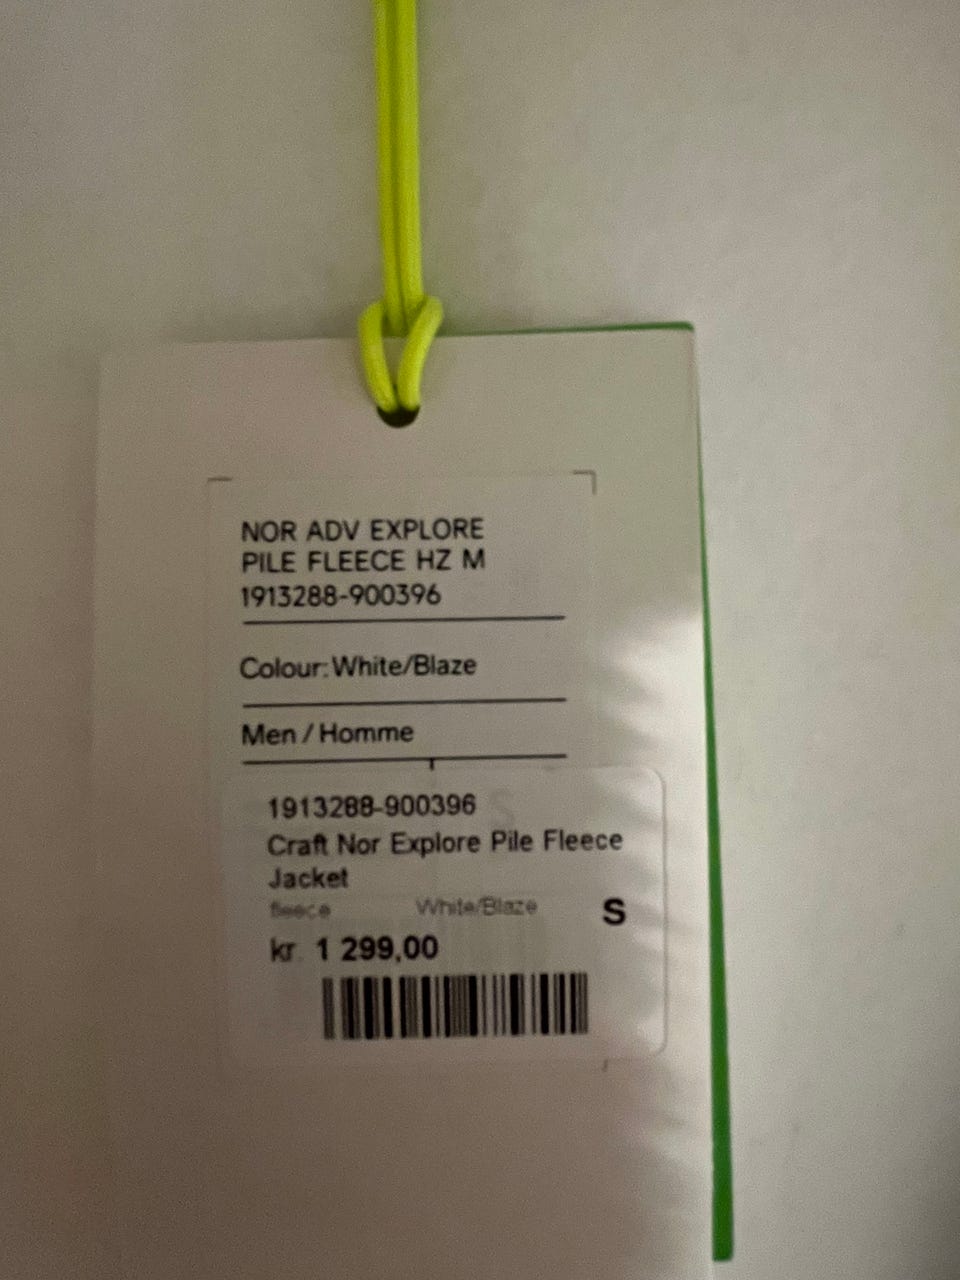 NOR ADV EXPLORE
PILE FLEECE HZ M
1913288-900396
Colour: White/Blaze
Men / Homme
1913288-900396
Craft Nor Explore Pile Fleece
Jacket
fleece White/Blaze S
kr 1 299,00